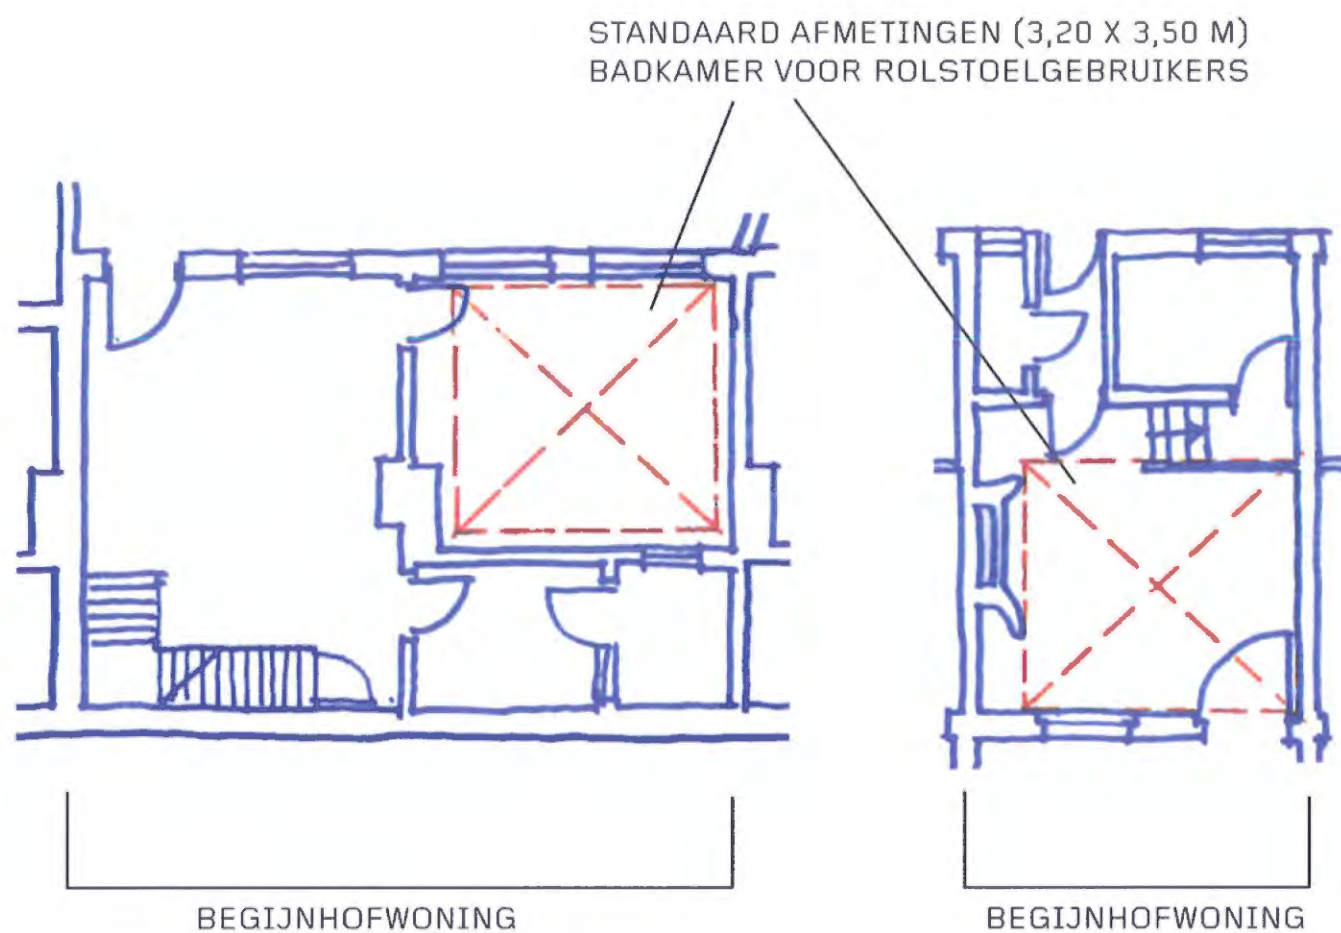 STANDAARD AFMETINGEN (3,20 X 3,50 M)
BADKAMER VOOR ROLSTOELGEBRUIKERS
BEGIJNHOFWONING
BEGIJNHOFWONING